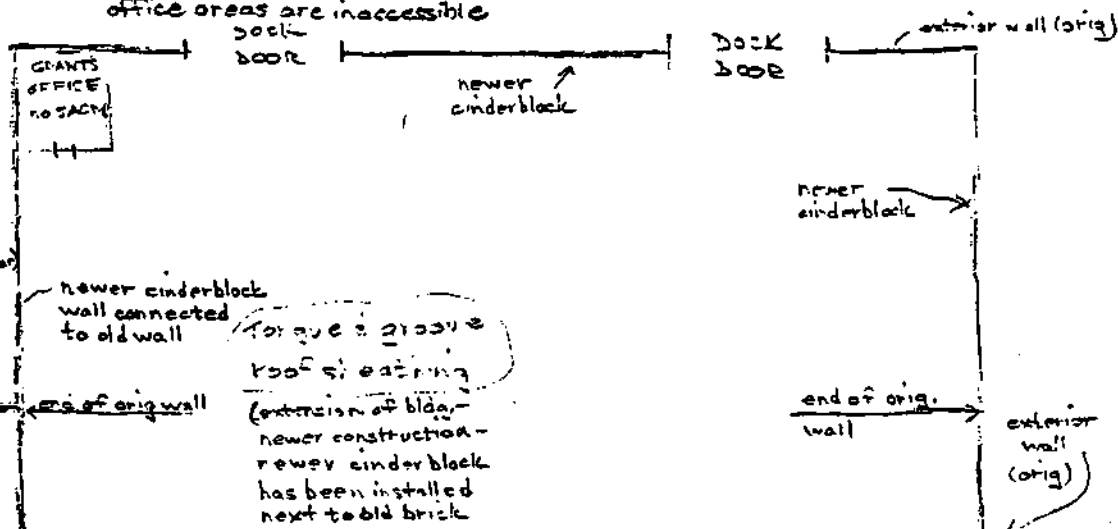 office areas are inaccessible
DOCK
DOOR
DOCK
DOOR
exterior wall (orig)
GRANTS
OFFICE
no SACM
newer
cinderblock
newer
cinderblock
newer cinderblock
wall connected
to old wall
roof sheathing
end of orig wall
(extension of bldg.-
newer construction-
newer cinderblock
has been installed
next to old brick
end of orig.
wall
exterior
wall
(orig)